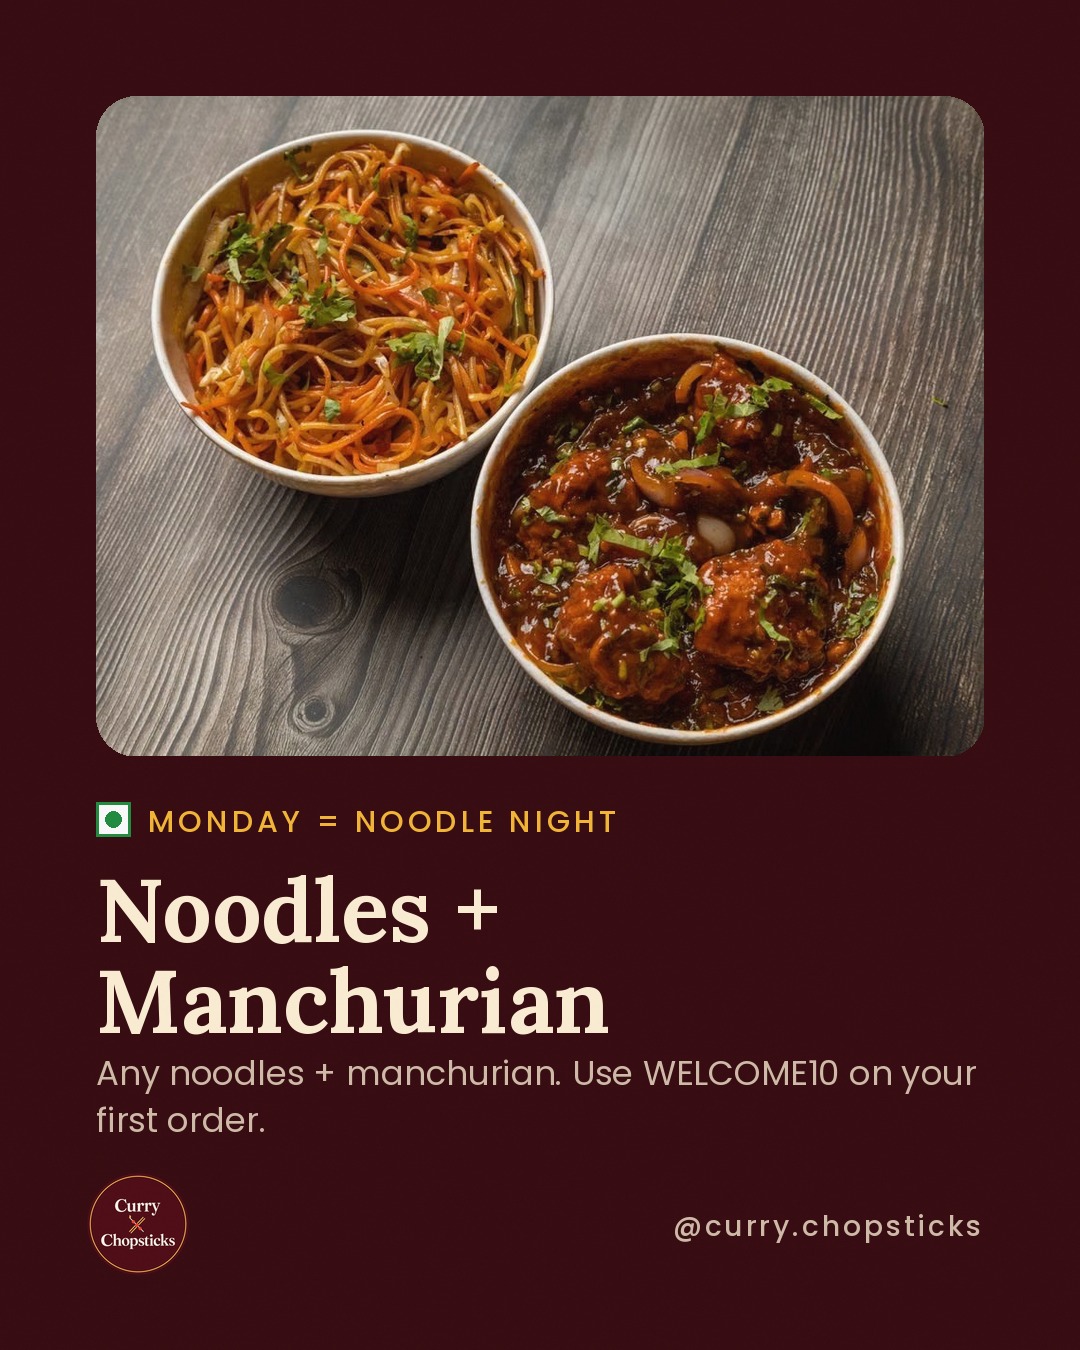 MONDAY = NOODLE NIGHT
Noodles +
Manchurian
Any noodles + manchurian. Use WELCOME10 on your
first order.
Curry
Chopsticks
@curry.chopsticks